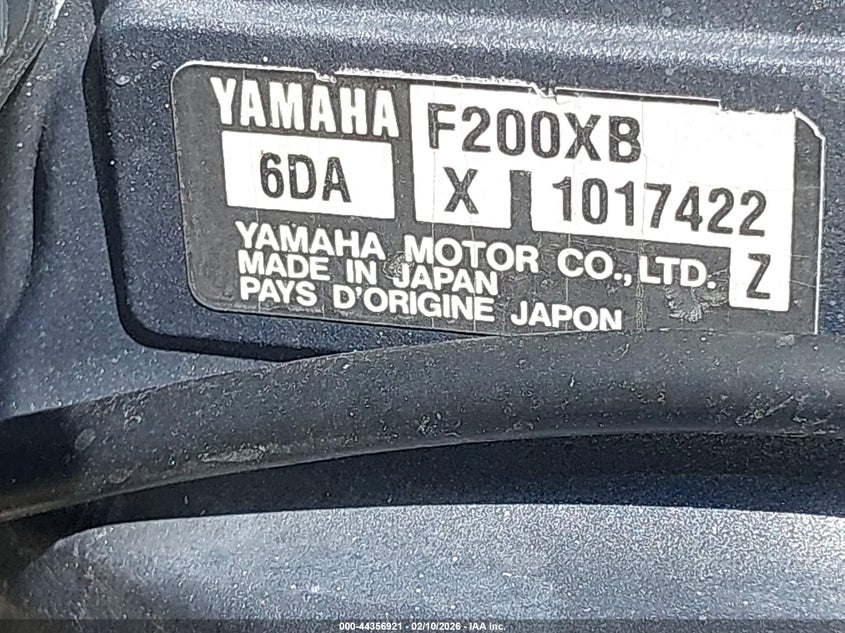 YAMAHA F200XB
6DA X 1017422
YAMAHA MOTOR CO., LTD. Z
MADE IN JAPAN
PAYS D'ORIGINE JAPON
000-44356921 - 02/10/2026 - IAA Inc.